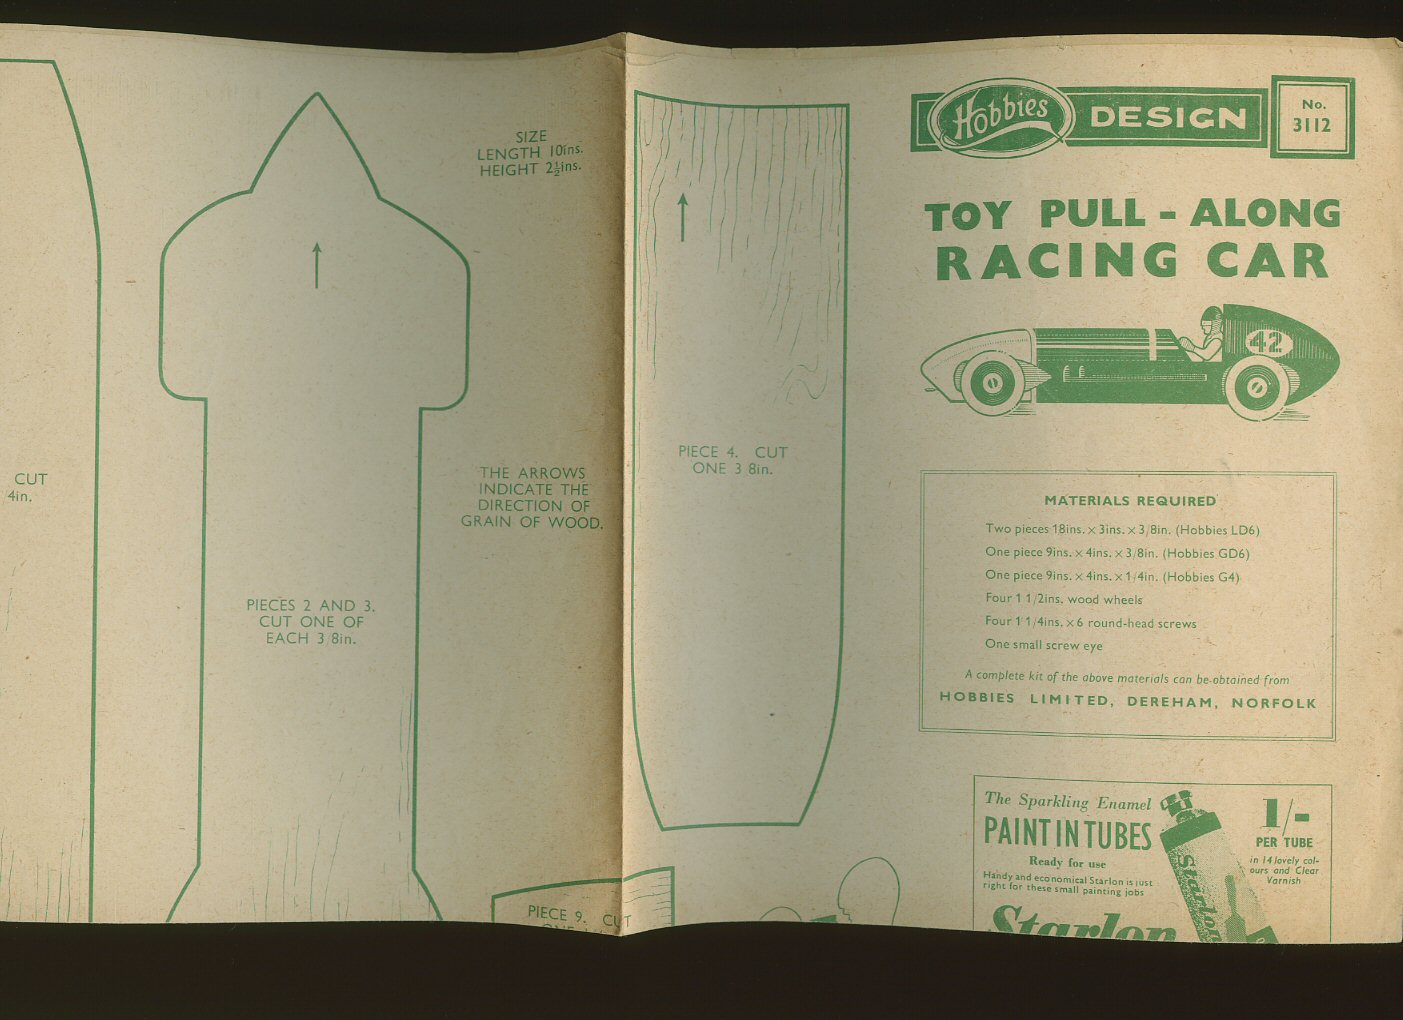 CUT
4in.
SIZE
LENGTH 10ins.
HEIGHT 2½ins.
THE ARROWS
INDICATE THE
DIRECTION OF
GRAIN OF WOOD.
PIECES 2 AND 3.
CUT ONE OF
EACH 3/8in.
PIECE 4. CUT
ONE 3/8in.
PIECE 9. CUT
Hobbies DESIGN
No.
3112
TOY PULL - ALONG
RACING CAR
42
MATERIALS REQUIRED
Two pieces 18ins. × 3ins. × 3/8in. (Hobbies LD6)
One piece 9ins. × 4ins. × 3/8in. (Hobbies GD6)
One piece 9ins. × 4ins. × 1/4in. (Hobbies G4)
Four 1 1/2ins. wood wheels
Four 1 1/4ins. × 6 round-head screws
One small screw eye
A complete kit of the above materials can be obtained from
HOBBIES LIMITED, DEREHAM, NORFOLK
The Sparkling Enamel
PAINT IN TUBES
Ready for use
Handy and economical Starlon is just
right for these small painting jobs
Starlon
Starlon
1/-
PER TUBE
in 14 lovely col-
ours and Clear
Varnish